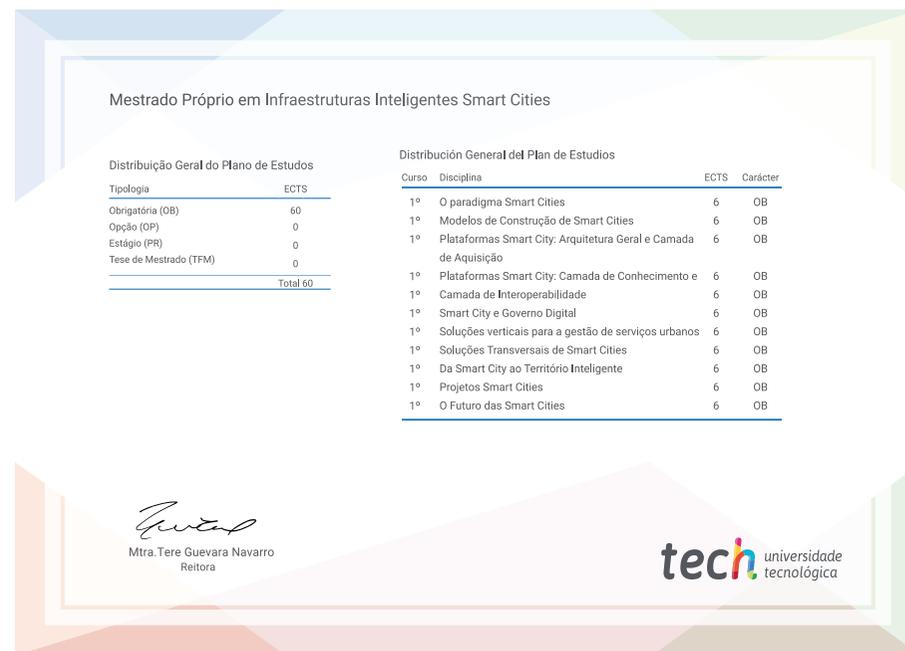 Mestrado Próprio em Infraestruturas Inteligentes Smart Cities
Distribuição Geral do Plano de Estudos
Tipologia ECTS
Obrigatória (OB) 60
Opção (OP) 0
Estágio (PR) 0
Tese de Mestrado (TFM) 0
Total 60
Distribución General del Plan de Estudios
Curso Disciplina ECTS Carácter
1º O paradigma Smart Cities 6 OB
1º Modelos de Construção de Smart Cities 6 OB
1º Plataformas Smart City: Arquitetura Geral e Camada 6 OB
de Aquisição
1º Plataformas Smart City: Camada de Conhecimento e 6 OB
1º Camada de Interoperabilidade 6 OB
1º Smart City e Governo Digital 6 OB
1º Soluções verticais para a gestão de serviços urbanos 6 OB
1º Soluções Transversais de Smart Cities 6 OB
1º Da Smart City ao Território Inteligente 6 OB
1º Projetos Smart Cities 6 OB
1º O Futuro das Smart Cities 6 OB
Mtra.Tere Guevara Navarro
Reitora
tech universidade
tecnológica